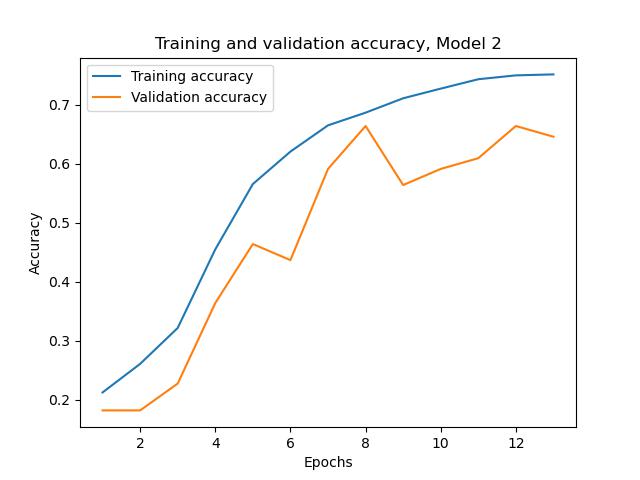 Training and validation accuracy, Model 2
Training accuracy
Validation accuracy
0.7
0.6
0.5
0.4
0.3
0.2
Accuracy
2 4 6 8 10 12
Epochs